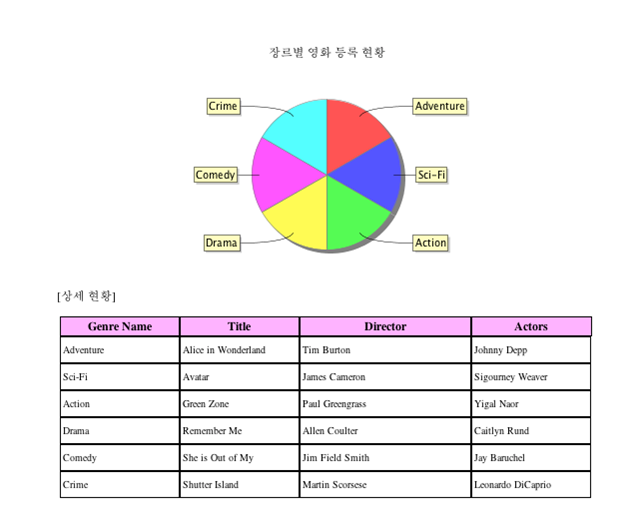 장르별 영화 등록 현황
Crime
Adventure
Comedy
Sci-Fi
Drama
Action
[상세 현황]
Genre Name Title Director Actors
Adventure Alice in Wonderland Tim Burton Johnny Depp
Sci-Fi Avatar James Cameron Sigourney Weaver
Action Green Zone Paul Greengrass Yigal Naor
Drama Remember Me Allen Coulter Caitlyn Rund
Comedy She is Out of My Jim Field Smith Jay Baruchel
Crime Shutter Island Martin Scorsese Leonardo DiCaprio